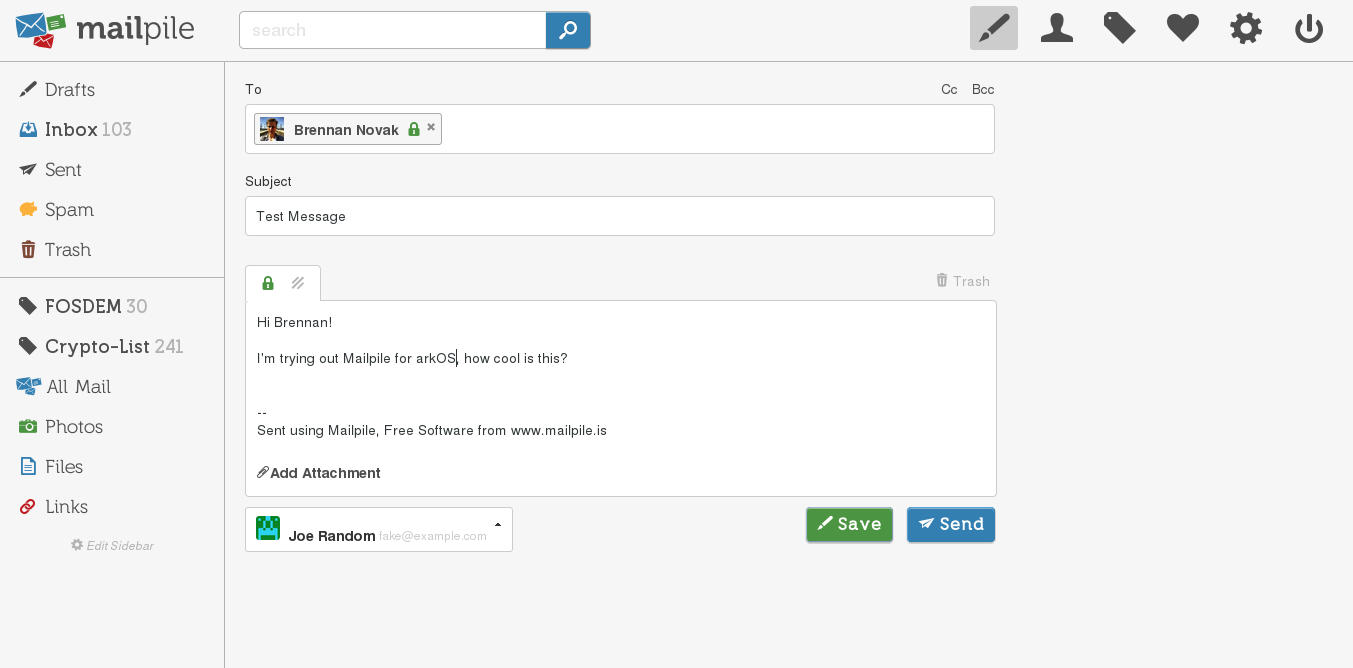 mailpile
search
Drafts
Inbox 103
Sent
Spam
Trash
FOSDEM 30
Crypto-List 241
All Mail
Photos
Files
Links
Edit Sidebar
To
Cc Bcc
Brennan Novak
Subject
Test Message
Trash
Hi Brennan!
I'm trying out Mailpile for arkOS, how cool is this?
--
Sent using Mailpile, Free Software from www.mailpile.is
Add Attachment
Joe Random fake@example.com
Save
Send